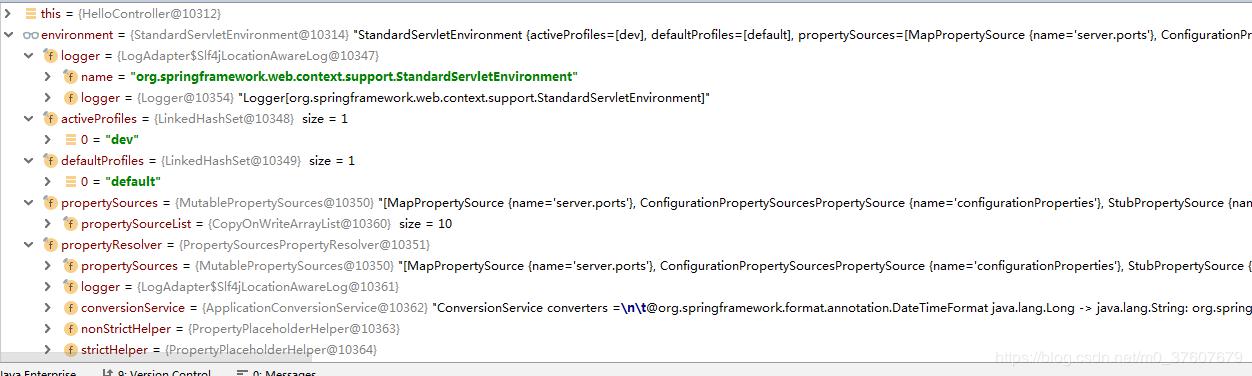 this = {HelloController@10312}
environment = {StandardServletEnvironment@10314} "StandardServletEnvironment {activeProfiles=[dev], defaultProfiles=[default], propertySources=[MapPropertySource {name='server.ports'}, ConfigurationPr
logger = {LogAdapter$Slf4jLocationAwareLog@10347}
name = "org.springframework.web.context.support.StandardServletEnvironment"
logger = {Logger@10354} "Logger[org.springframework.web.context.support.StandardServletEnvironment]"
activeProfiles = {LinkedHashSet@10348} size = 1
0 = "dev"
defaultProfiles = {LinkedHashSet@10349} size = 1
0 = "default"
propertySources = {MutablePropertySources@10350} "[MapPropertySource {name='server.ports'}, ConfigurationPropertySourcesPropertySource {name='configurationProperties'}, StubPropertySource {nam
propertySourceList = {CopyOnWriteArrayList@10360} size = 10
propertyResolver = {PropertySourcesPropertyResolver@10351}
propertySources = {MutablePropertySources@10350} "[MapPropertySource {name='server.ports'}, ConfigurationPropertySourcesPropertySource {name='configurationProperties'}, StubPropertySource {
logger = {LogAdapter$Slf4jLocationAwareLog@10361}
conversionService = {ApplicationConversionService@10362} "ConversionService converters =\n\t@org.springframework.format.annotation.DateTimeFormat java.lang.Long -> java.lang.String: org.spring
nonStrictHelper = {PropertyPlaceholderHelper@10363}
strictHelper = {PropertyPlaceholderHelper@10364}
https://blog.csdn.net/m0_37607679
Java Enterprise 9: Version Control 0: Messages